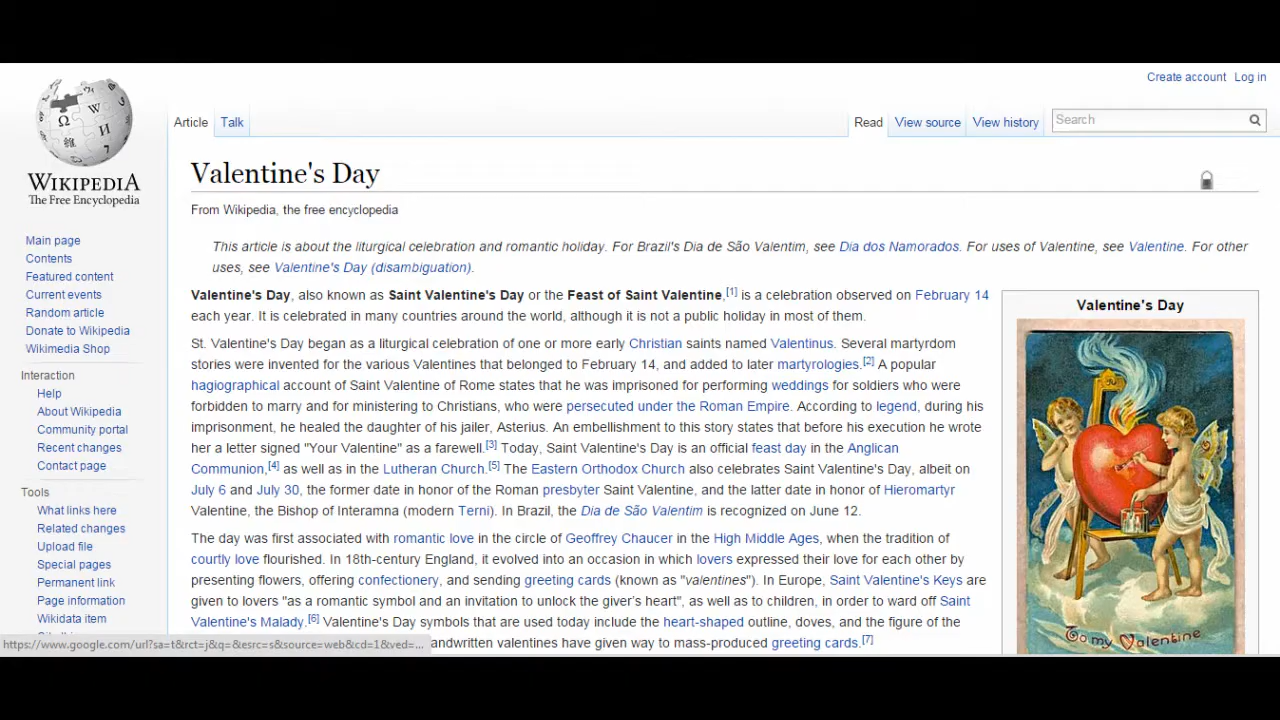 Create account Log in
Article Talk Read View source View history Search
WIKIPEDIA
The Free Encyclopedia
Main page
Contents
Featured content
Current events
Random article
Donate to Wikipedia
Wikimedia Shop
Interaction
Help
About Wikipedia
Community portal
Recent changes
Contact page
Tools
What links here
Related changes
Upload file
Special pages
Permanent link
Page information
Wikidata item
https://www.google.com/url?sa=t&rct=j&q=&esrc=s&source=web&cd=1&ved=...
Valentine's Day
From Wikipedia, the free encyclopedia
This article is about the liturgical celebration and romantic holiday. For Brazil's Dia de São Valentim, see Dia dos Namorados. For uses of Valentine, see Valentine. For other
uses, see Valentine's Day (disambiguation).
Valentine's Day, also known as Saint Valentine's Day or the Feast of Saint Valentine,[1] is a celebration observed on February 14
each year. It is celebrated in many countries around the world, although it is not a public holiday in most of them.
St. Valentine's Day began as a liturgical celebration of one or more early Christian saints named Valentinus. Several martyrdom
stories were invented for the various Valentines that belonged to February 14, and added to later martyrologies.[2] A popular
hagiographical account of Saint Valentine of Rome states that he was imprisoned for performing weddings for soldiers who were
forbidden to marry and for ministering to Christians, who were persecuted under the Roman Empire. According to legend, during his
imprisonment, he healed the daughter of his jailer, Asterius. An embellishment to this story states that before his execution he wrote
her a letter signed "Your Valentine" as a farewell.[3] Today, Saint Valentine's Day is an official feast day in the Anglican
Communion,[4] as well as in the Lutheran Church.[5] The Eastern Orthodox Church also celebrates Saint Valentine's Day, albeit on
July 6 and July 30, the former date in honor of the Roman presbyter Saint Valentine, and the latter date in honor of Hieromartyr
Valentine, the Bishop of Interamna (modern Terni). In Brazil, the Dia de São Valentim is recognized on June 12.
The day was first associated with romantic love in the circle of Geoffrey Chaucer in the High Middle Ages, when the tradition of
courtly love flourished. In 18th-century England, it evolved into an occasion in which lovers expressed their love for each other by
presenting flowers, offering confectionery, and sending greeting cards (known as "valentines"). In Europe, Saint Valentine's Keys are
given to lovers "as a romantic symbol and an invitation to unlock the giver's heart", as well as to children, in order to ward off Saint
Valentine's Malady.[6] Valentine's Day symbols that are used today include the heart-shaped outline, doves, and the figure of the
andwritten valentines have given way to mass-produced greeting cards.[7]
Valentine's Day
To my Valentine